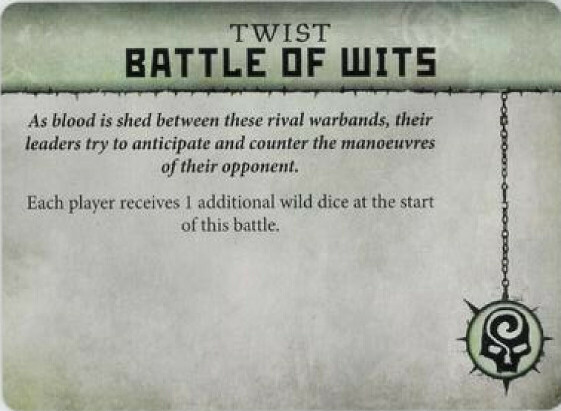 TWIST
BATTLE OF WITS
As blood is shed between these rival warbands, their
leaders try to anticipate and counter the manoeuvres
of their opponent.
Each player receives 1 additional wild dice at the start
of this battle.